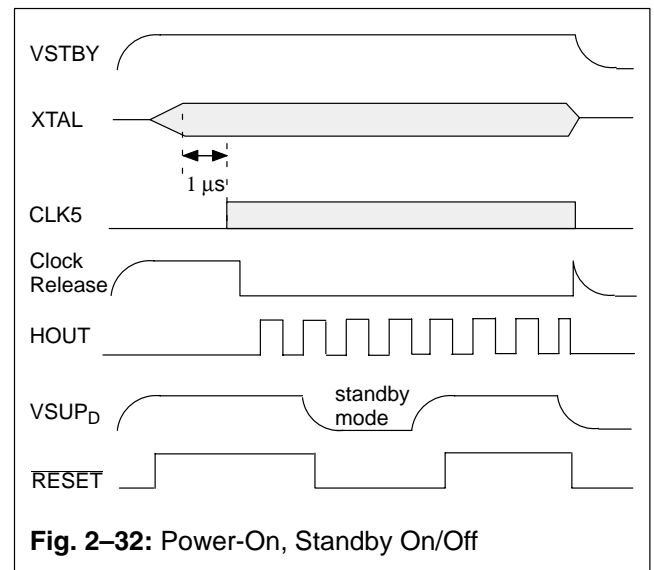 VSTBY
XTAL
1 µs
CLK5
Clock
Release
HOUT
VSUPD
standby
mode
RESET
Fig. 2–32: Power-On, Standby On/Off